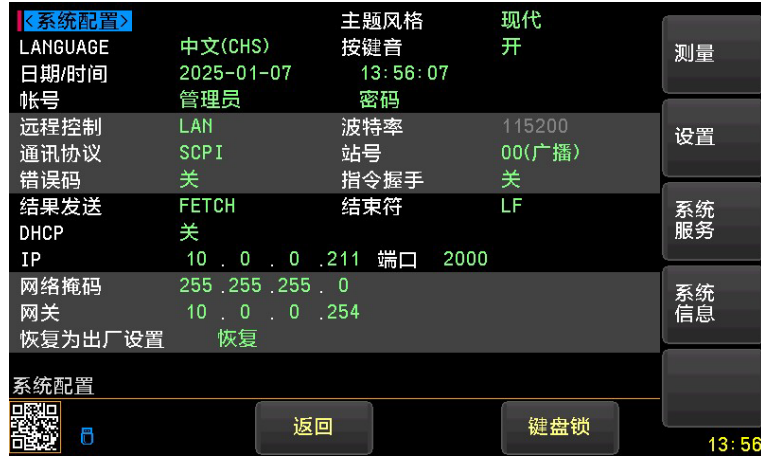 <系统配置> 主题风格 现代
LANGUAGE 中文(CHS) 按键音 开
日期/时间 2025-01-07 13:56:07
帐号 管理员 密码
远程控制 LAN 波特率 115200
通讯协议 SCPI 站号 00(广播)
错误码 关 指令握手 关
结果发送 FETCH 结束符 LF
DHCP 关
IP 10 . 0 . 0 .211 端口 2000
网络掩码 255 .255 .255 . 0
网关 10 . 0 . 0 .254
恢复为出厂设置 恢复
系统配置
返回 键盘锁
测量
设置
系统
服务
系统
信息
13:56